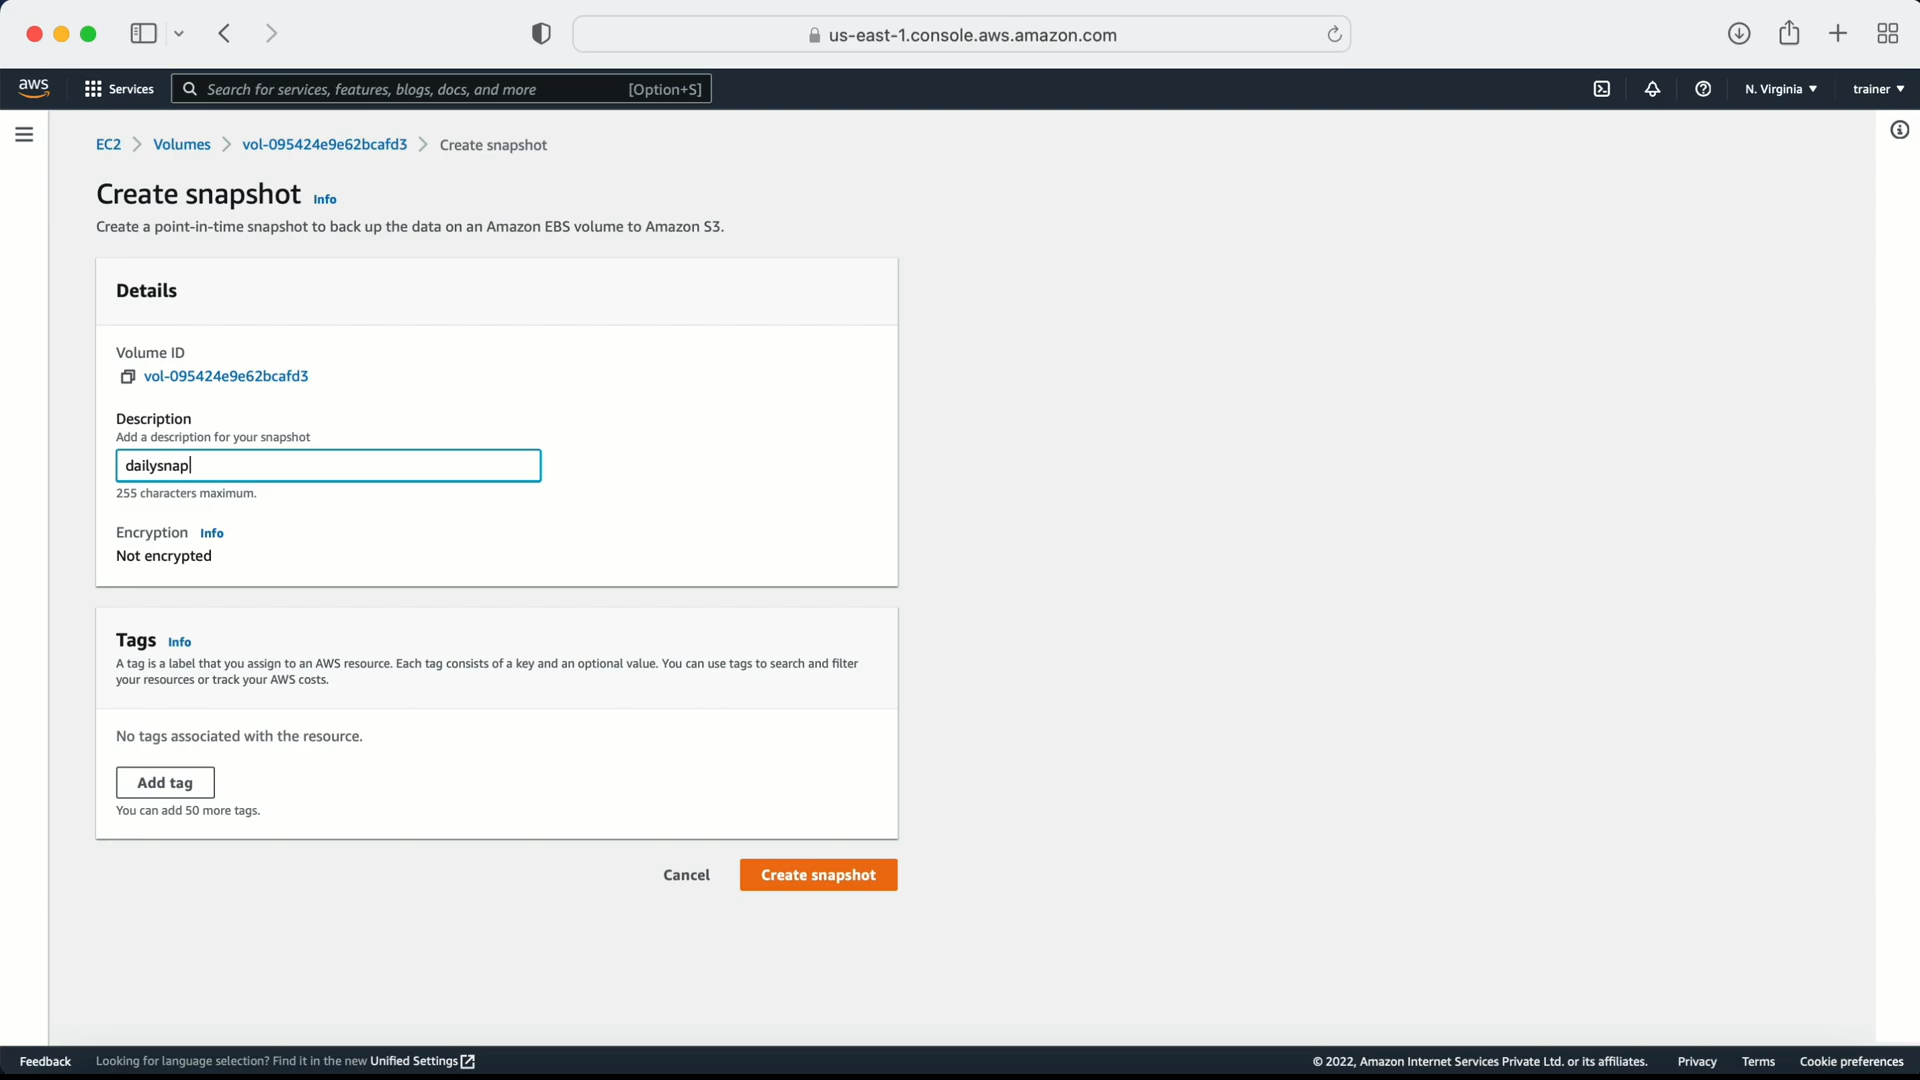 us-east-1.console.aws.amazon.com
aws
Services
Search for services, features, blogs, docs, and more
[Option+S]
N. Virginia
trainer
EC2
Volumes
vol-095424e9e62bcafd3
Create snapshot
Create snapshot
Info
Create a point-in-time snapshot to back up the data on an Amazon EBS volume to Amazon S3.
Details
Volume ID
vol-095424e9e62bcafd3
Description
Add a description for your snapshot
dailysnap
255 characters maximum.
Encryption Info
Not encrypted
Tags Info
A tag is a label that you assign to an AWS resource. Each tag consists of a key and an optional value. You can use tags to search and filter
your resources or track your AWS costs.
No tags associated with the resource.
Add tag
You can add 50 more tags.
Cancel
Create snapshot
Feedback
Looking for language selection? Find it in the new Unified Settings
© 2022, Amazon Internet Services Private Ltd. or its affiliates.
Privacy
Terms
Cookie preferences